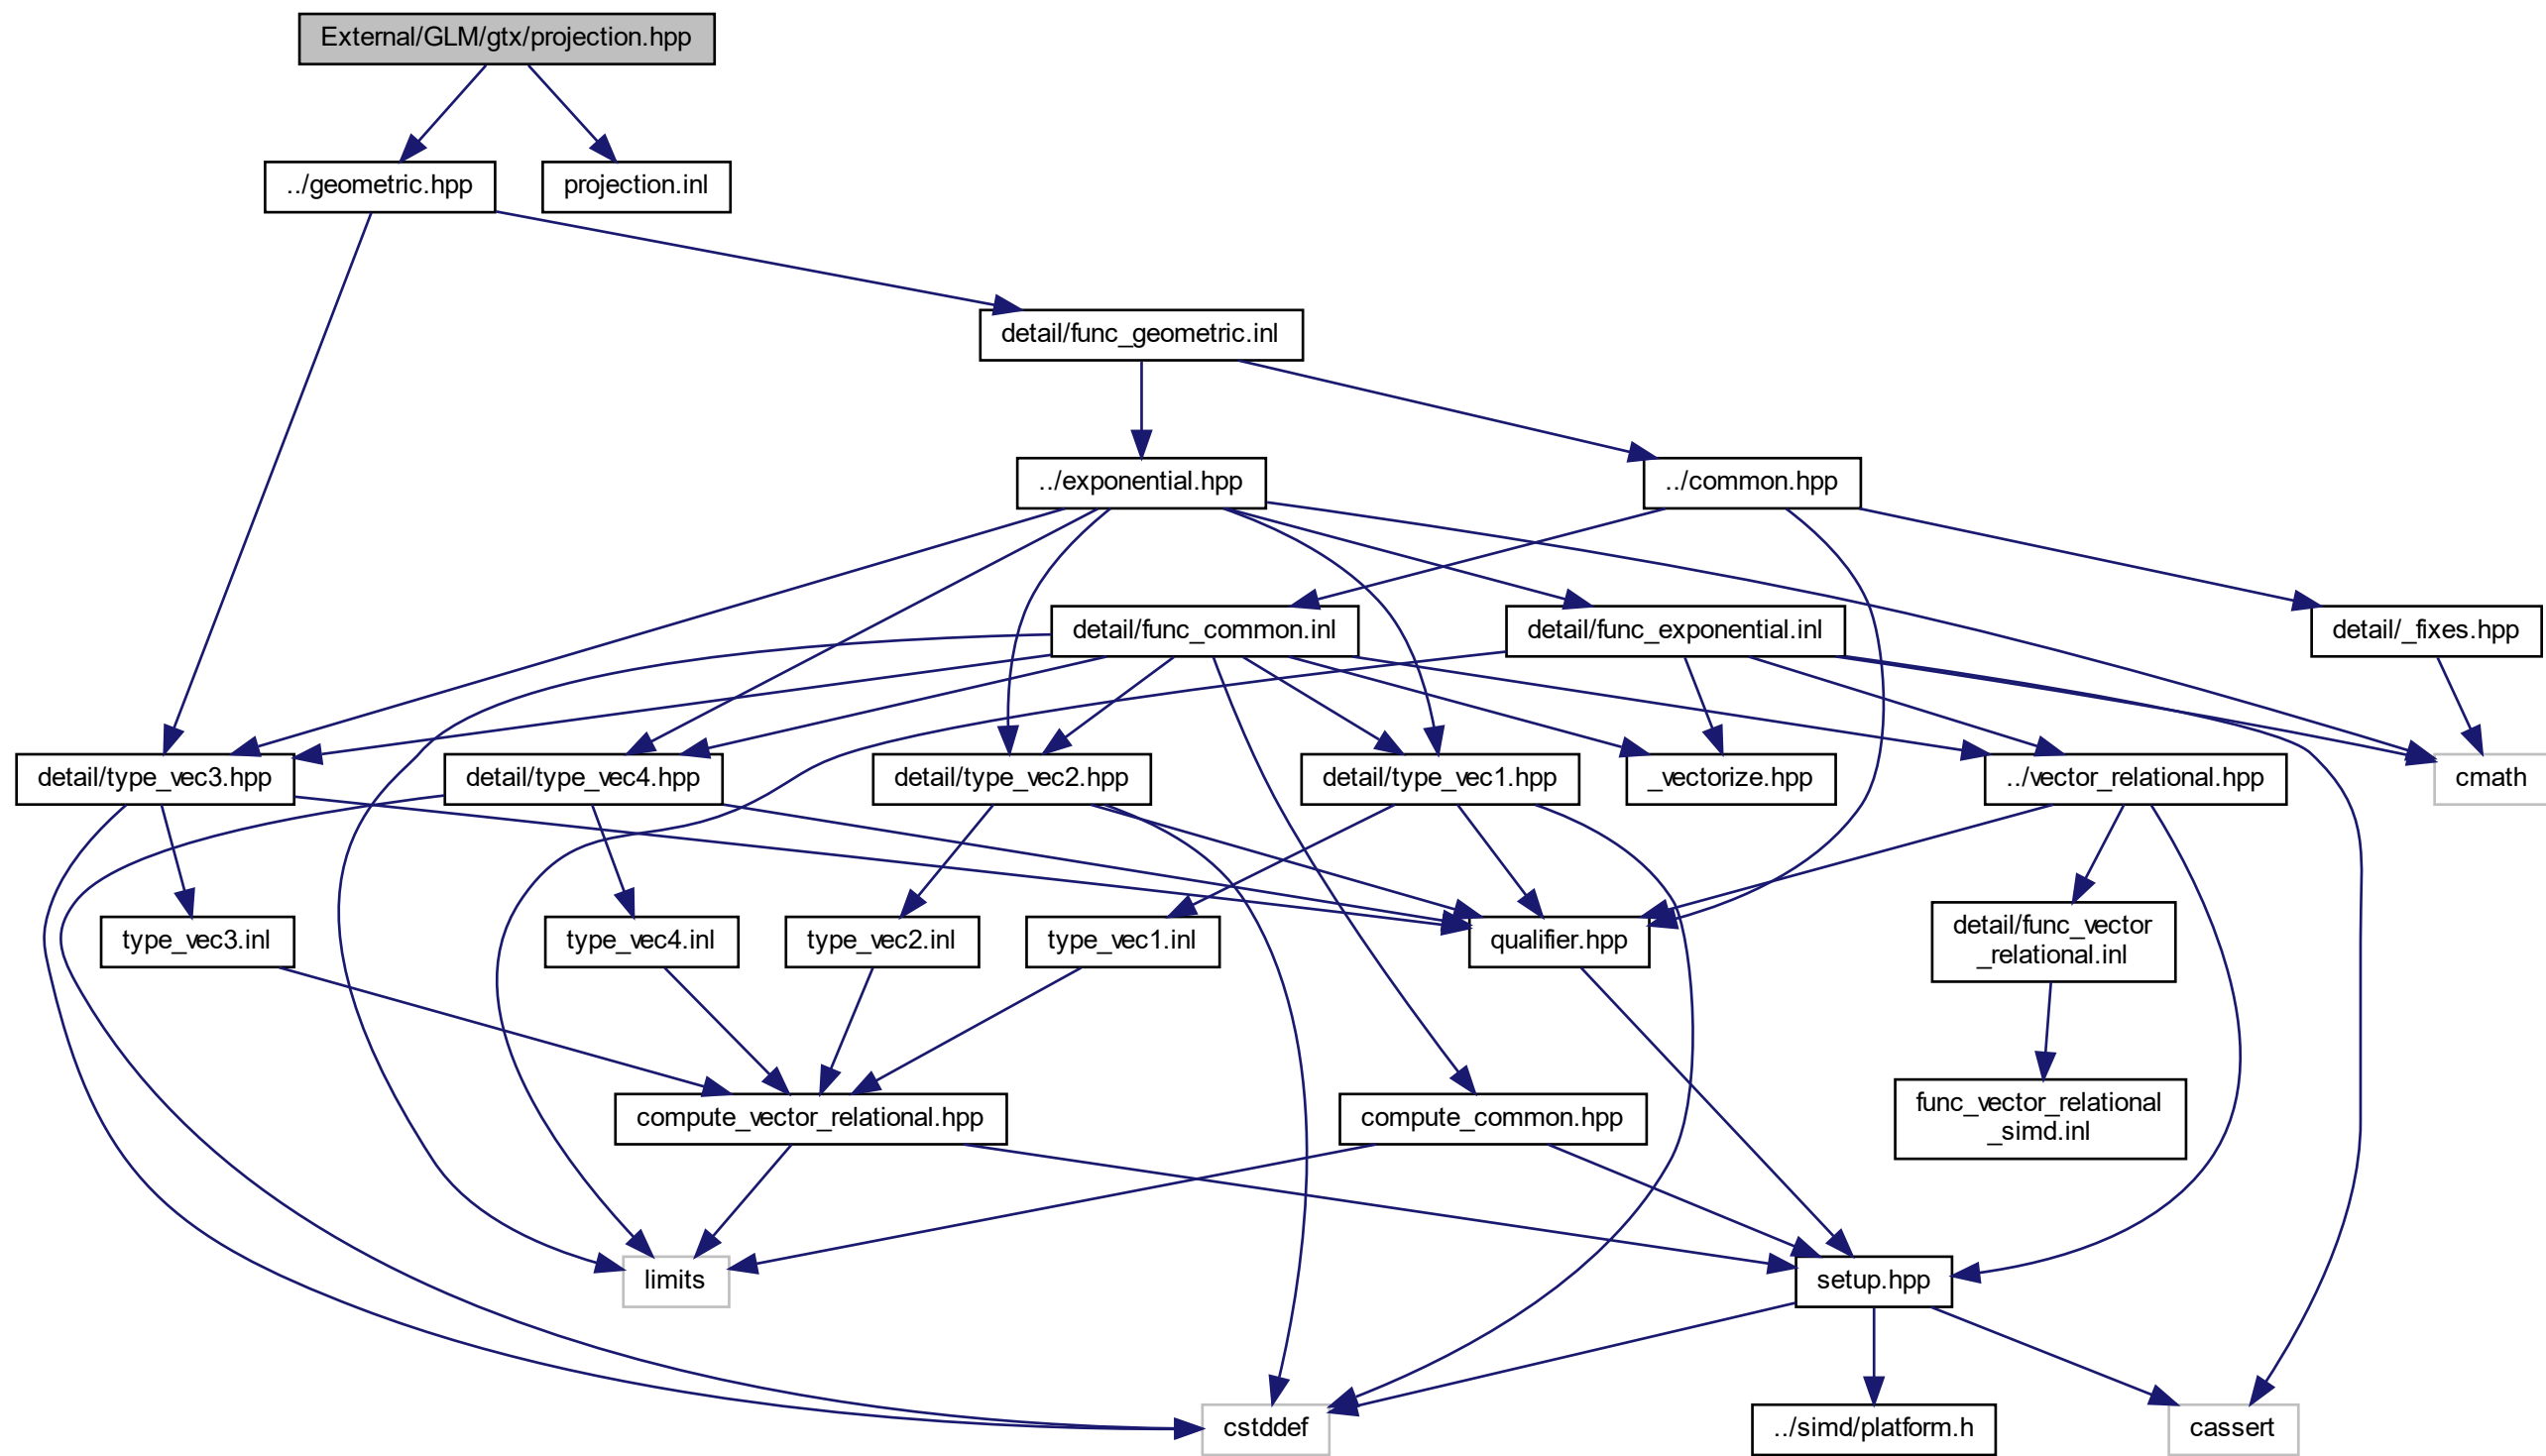 External/GLM/gtx/projection.hpp
../geometric.hpp
projection.inl
detail/func_geometric.inl
../exponential.hpp
../common.hpp
detail/func_common.inl
detail/func_exponential.inl
detail/_fixes.hpp
detail/type_vec3.hpp
detail/type_vec4.hpp
detail/type_vec2.hpp
detail/type_vec1.hpp
_vectorize.hpp
../vector_relational.hpp
cmath
type_vec3.inl
type_vec4.inl
type_vec2.inl
type_vec1.inl
qualifier.hpp
detail/func_vector
_relational.inl
compute_vector_relational.hpp
compute_common.hpp
func_vector_relational
_simd.inl
limits
setup.hpp
cstddef
../simd/platform.h
cassert